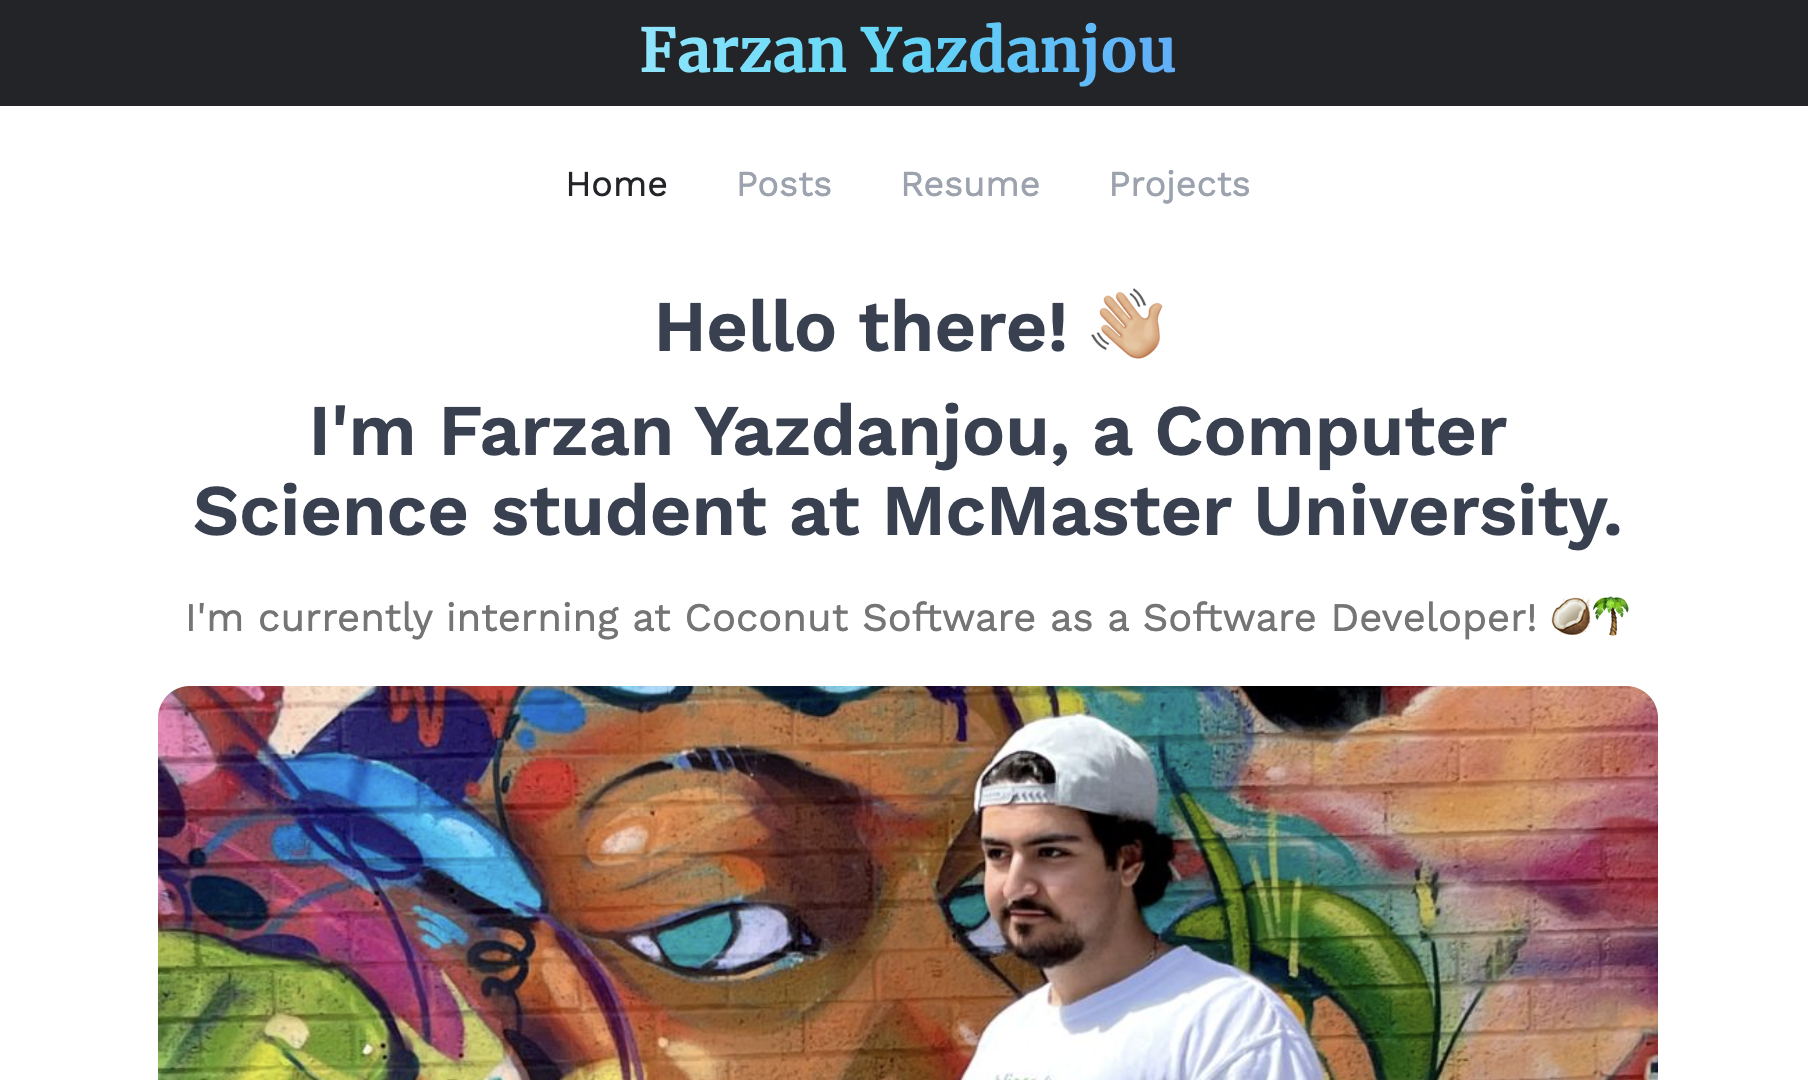 Farzan Yazdanjou
Home Posts Resume Projects
Hello there! 👋🏼
I'm Farzan Yazdanjou, a Computer
Science student at McMaster University.
I'm currently interning at Coconut Software as a Software Developer! 🥥🌴